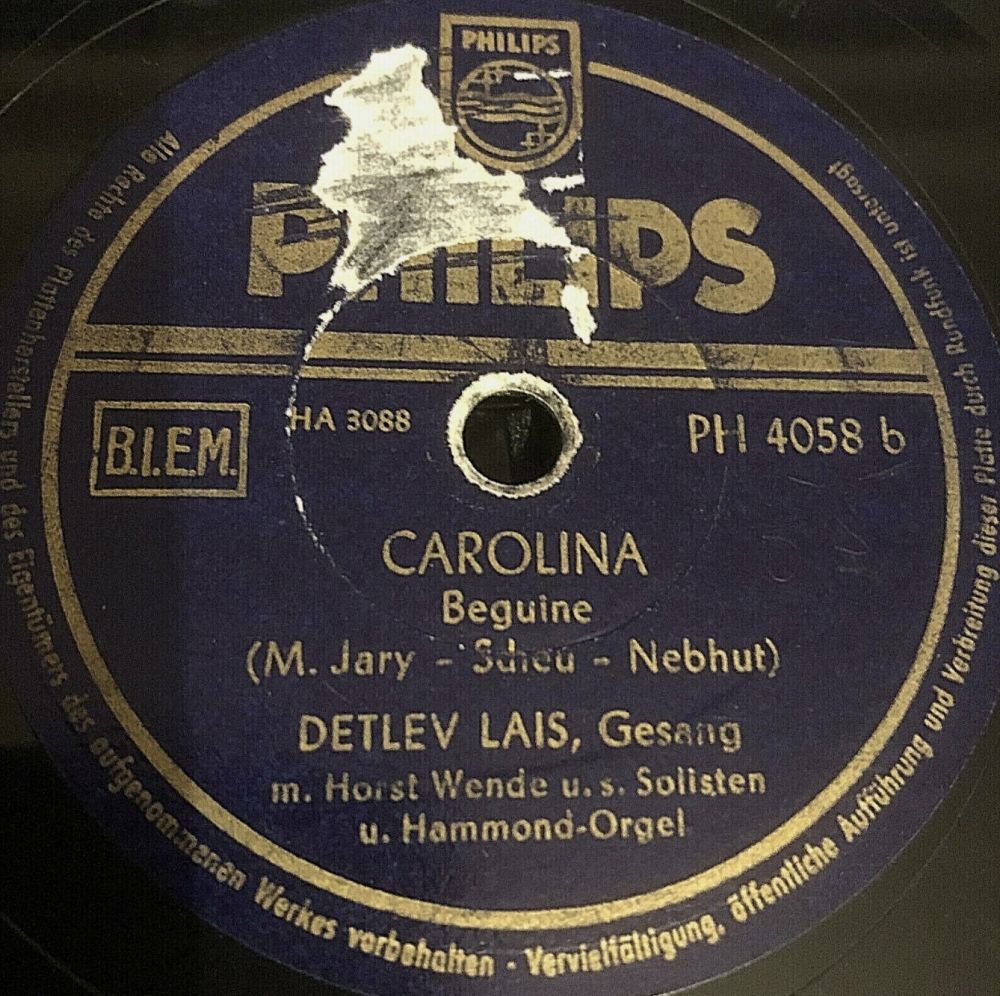 PHILIPS
PHILIPS
B.I.E.M.
HA 3088
PH 4058 b
CAROLINA
Beguine
(M. Jary - Scheu - Nebhut)
DETLEV LAIS, Gesang
m. Horst Wende u. s. Solisten
u. Hammond-Orgel
Alle Rechte des Plattenherstellers und des Eigentümers des aufgenommenen Werkes vorbehalten - Vervielfältigung, öffentliche Aufführung und Verbreitung dieser Platte durch Rundfunk ist untersagt